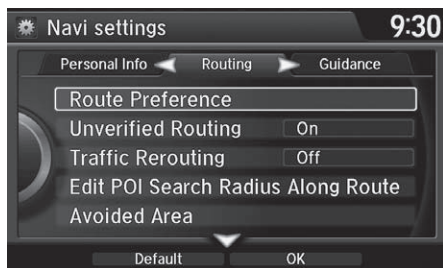 Navi settings 9:30
Personal Info Routing Guidance
Route Preference
Unverified Routing On
Traffic Rerouting Off
Edit POI Search Radius Along Route
Avoided Area
Default OK